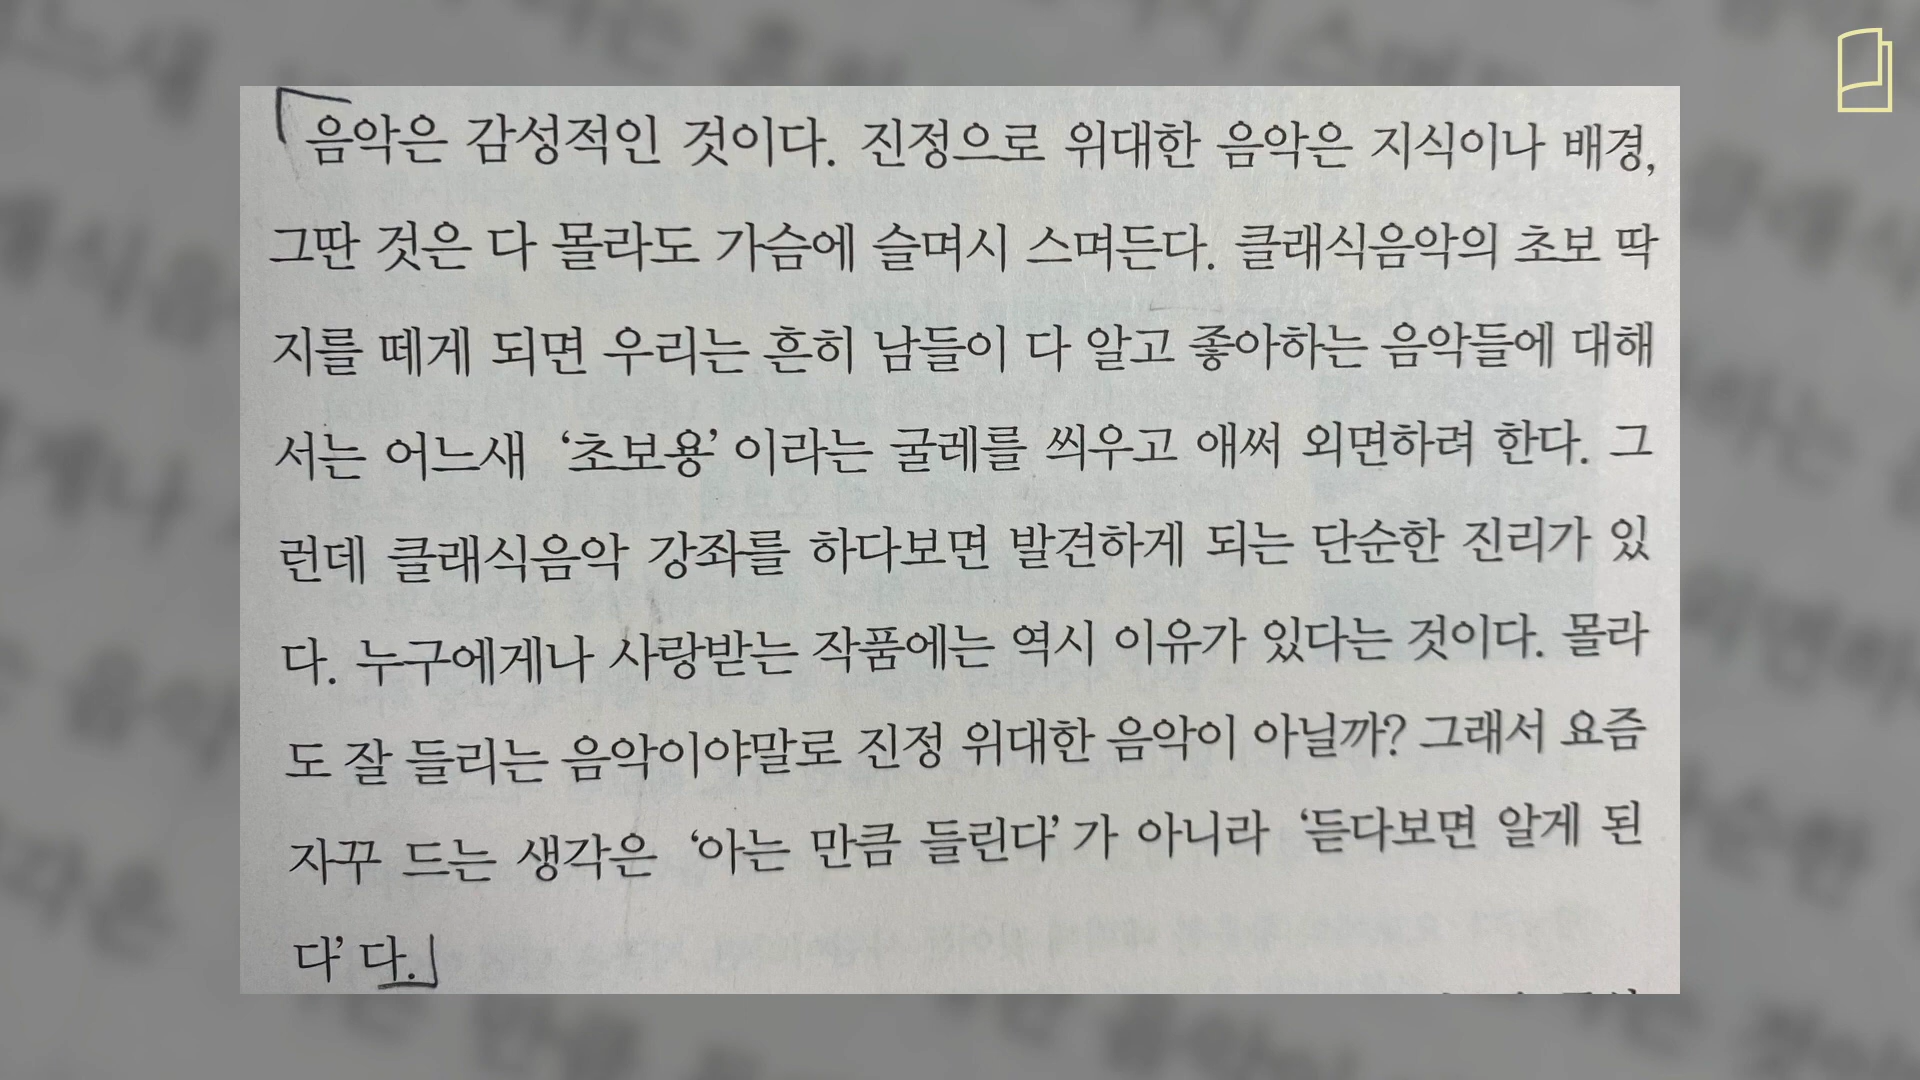 음악은 감성적인 것이다. 진정으로 위대한 음악은 지식이나 배경,
그딴 것은 다 몰라도 가슴에 슬며시 스며든다. 클래식음악의 초보 딱
지를 떼게 되면 우리는 흔히 남들이 다 알고 좋아하는 음악들에 대해
서는 어느새 ‘초보용’ 이라는 굴레를 씌우고 애써 외면하려 한다. 그
런데 클래식음악 강좌를 하다보면 발견하게 되는 단순한 진리가 있
다. 누구에게나 사랑받는 작품에는 역시 이유가 있다는 것이다. 몰라
도 잘 들리는 음악이야말로 진정 위대한 음악이 아닐까? 그래서 요즘
자꾸 드는 생각은 ‘아는 만큼 들린다’ 가 아니라 ‘듣다보면 알게 된
다’ 다.